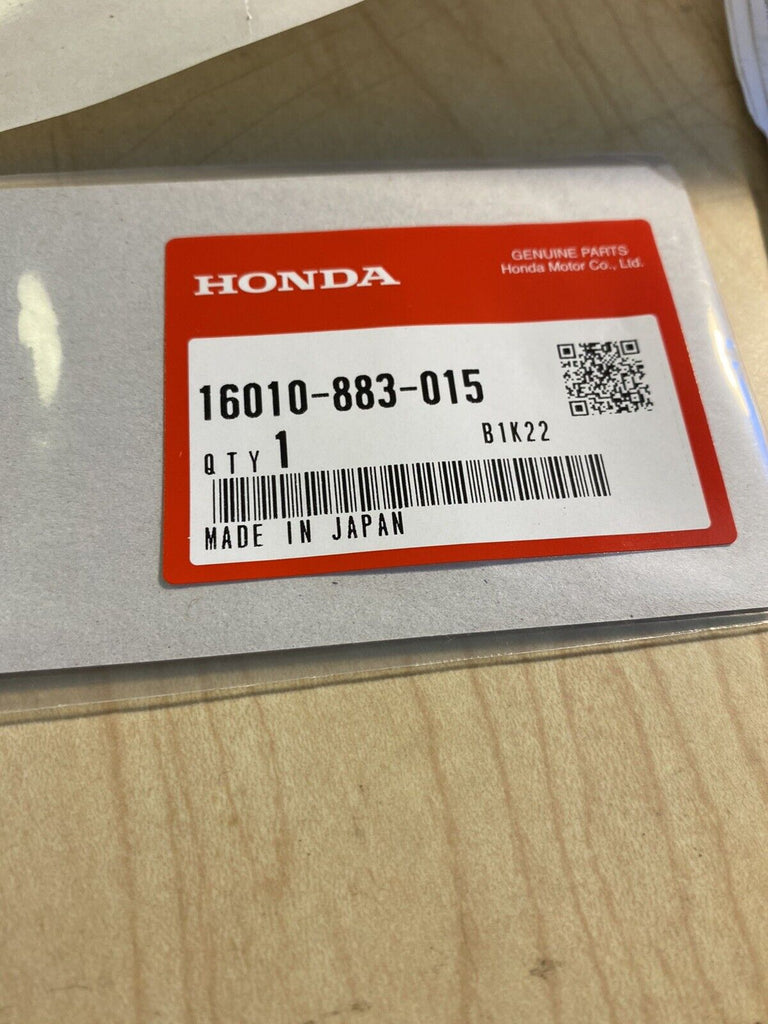 HONDA
GENUINE PARTS
Honda Motor Co., Ltd.
16010-883-015
QTY 1
B1K22
MADE IN JAPAN